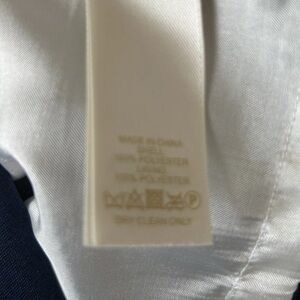 MADE IN CHINA
SHELL
100% POLYESTER
LINING
100% POLYESTER
DRY CLEAN ONLY